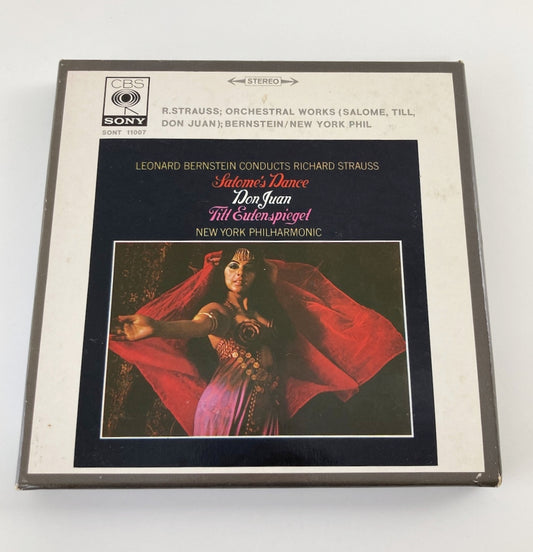 CBS
SONY
SONT 11007
STEREO
R.STRAUSS; ORCHESTRAL WORKS (SALOME, TILL,
DON JUAN);BERNSTEIN/NEW YORK PHIL
LEONARD BERNSTEIN CONDUCTS RICHARD STRAUSS
Salome's Dance
Don Juan
Till Eulenspiegel
NEW YORK PHILHARMONIC